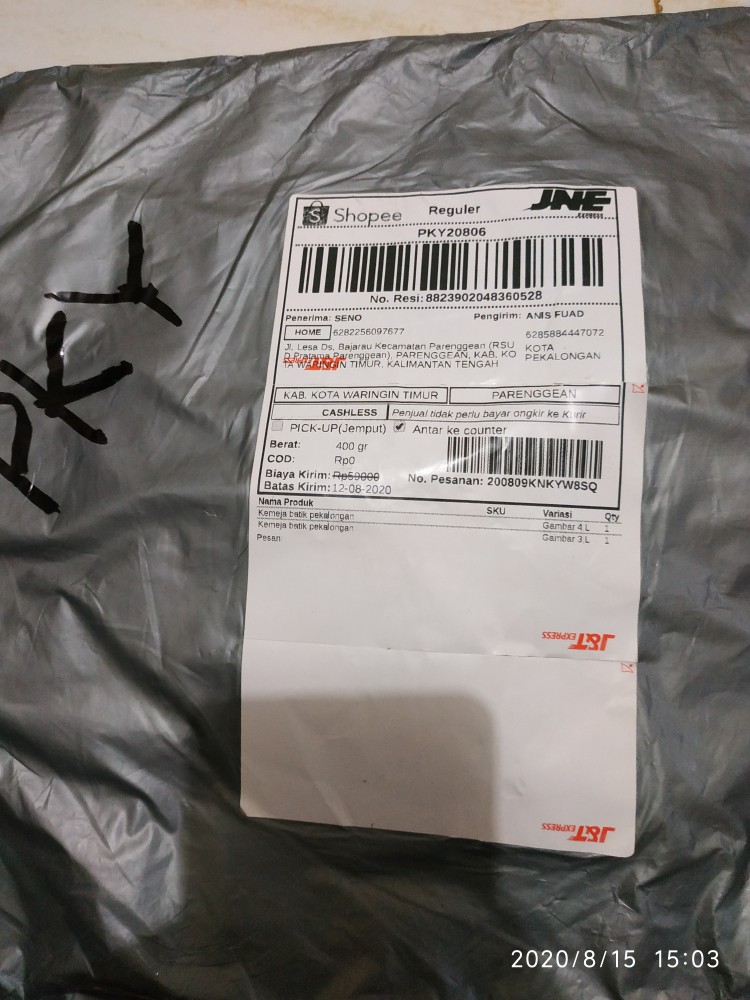 Shopee
Reguler
JNE
EXPRESS
PKY20806
No. Resi: 8823902048360528
Penerima: SENO
Pengirim: ANIS FUAD
HOME
6282256097677
6285884447072
Jl. Lesa Ds. Bajarau Kecamatan Parenggean (RSU
D Pratama Parenggean), PARENGGEAN, KAB. KO
TA WARINGIN TIMUR, KALIMANTAN TENGAH
KOTA
PEKALONGAN
J&T EXPRESS
KAB. KOTA WARINGIN TIMUR
PARENGGEAN
CASHLESS
Penjual tidak perlu bayar ongkir ke Kurir
PICK-UP(Jemput)
Antar ke counter
Berat: 400 gr
COD: Rp0
Biaya Kirim: Rp50000
Batas Kirim: 12-08-2020
No. Pesanan: 200809KNKYW8SQ
Nama Produk SKU Variasi Qty
Kemeja batik pekalongan Gambar 4,L 1
Kemeja batik pekalongan Gambar 3,L 1
Pesan:
J&T EXPRESS
J&T EXPRESS
PKY
2020/8/15 15:03